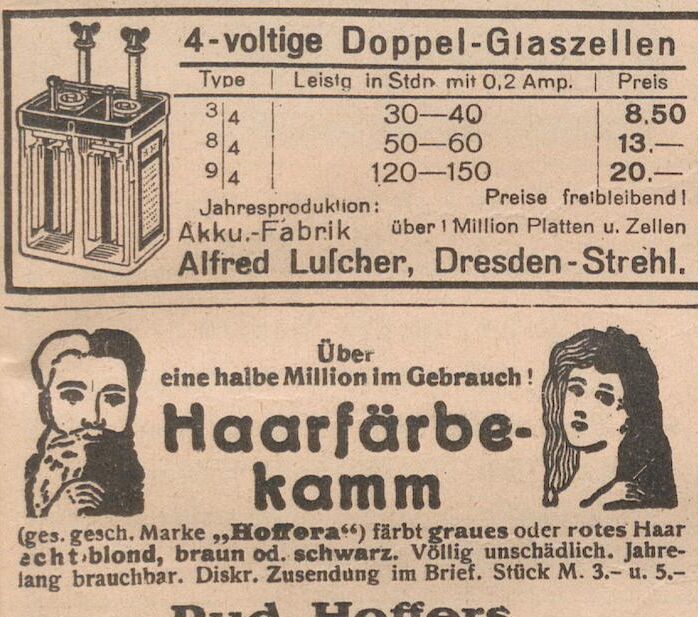 4-voltige Doppel-Glaszellen
Type | Leistg in Stdn mit 0,2 Amp. | Preis
3/4 30—40 8.50
8/4 50—60 13.—
9/4 120—150 20.—
Jahresproduktion: Preise freibleibend!
Akku.-Fabrik über 1 Million Platten u. Zellen
Alfred Luscher, Dresden-Strehl.
Über
eine halbe Million im Gebrauch!
Haarfärbe-
kamm
(ges. gesch. Marke „Hoffera“) färbt graues oder rotes Haar
echt blond, braun od. schwarz. Völlig unschädlich. Jahre-
lang brauchbar. Diskr. Zusendung im Brief. Stück M. 3.- u. 5.-
Rud. Hoffers